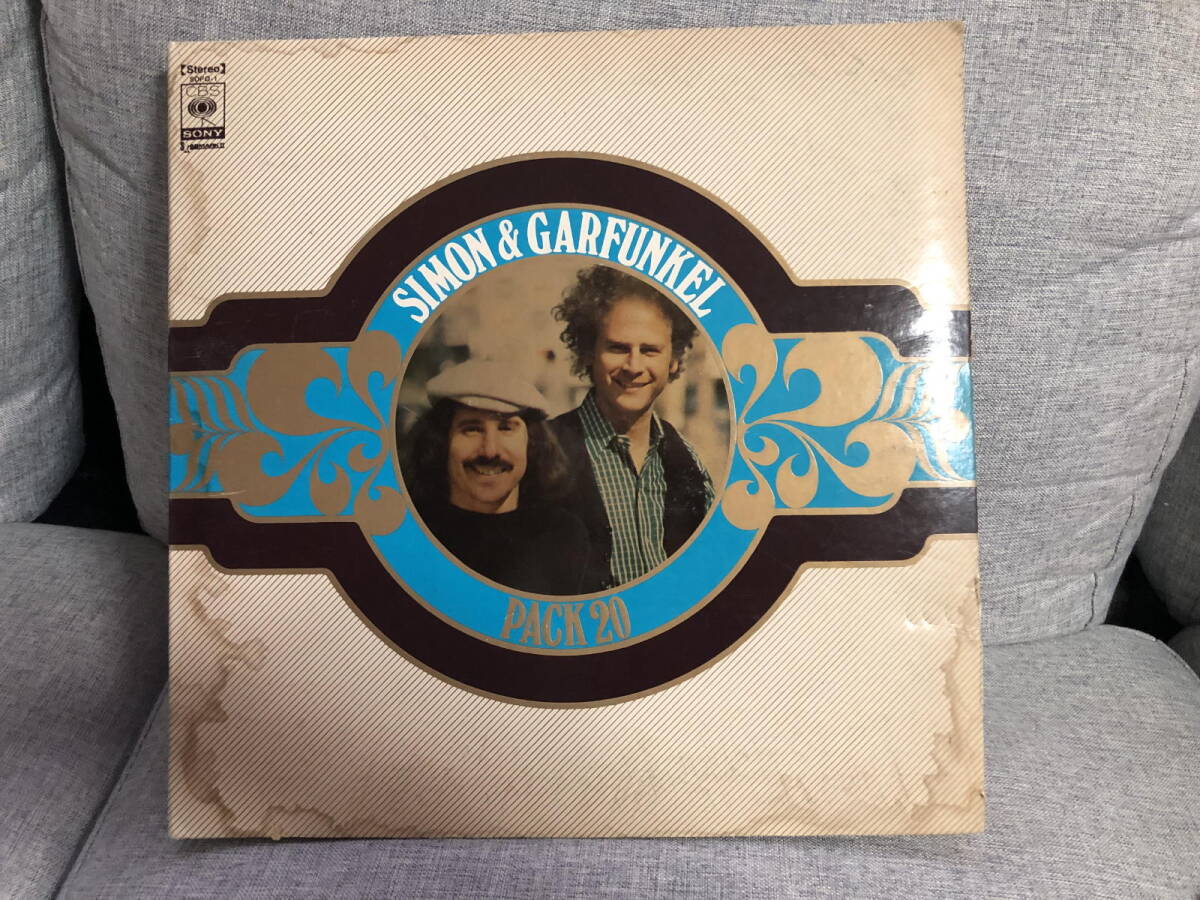 【Stereo】
SOPG-1
CBS
SONY
SIMON & GARFUNKEL
PACK 20